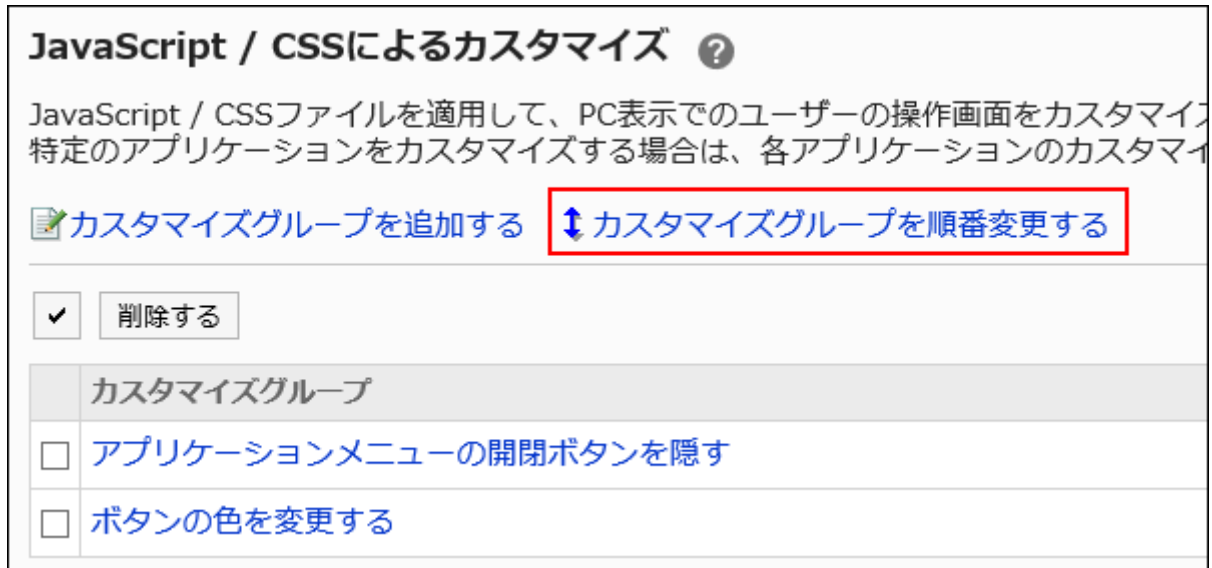 JavaScript / CSSによるカスタマイズ ?
JavaScript / CSSファイルを適用して、PC表示でのユーザーの操作画面をカスタマイズ
特定のアプリケーションをカスタマイズする場合は、各アプリケーションのカスタマイ
カスタマイズグループを追加する カスタマイズグループを順番変更する
削除する
カスタマイズグループ
アプリケーションメニューの開閉ボタンを隠す
ボタンの色を変更する